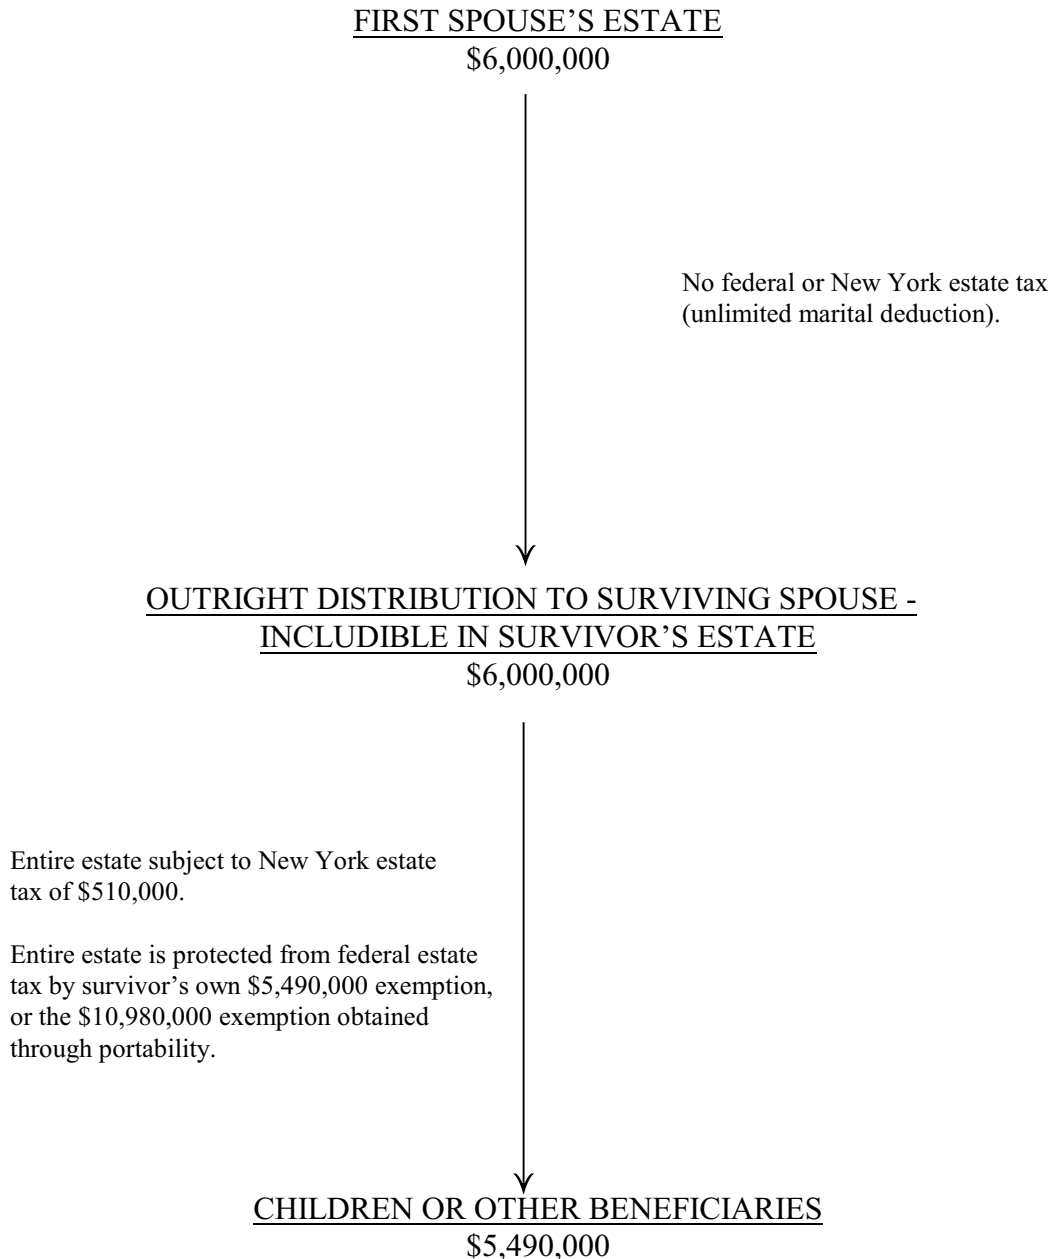 FIRST SPOUSE’S ESTATE
$6,000,000
No federal or New York estate tax
(unlimited marital deduction).
OUTRIGHT DISTRIBUTION TO SURVIVING SPOUSE -
INCLUDIBLE IN SURVIVOR’S ESTATE
$6,000,000
Entire estate subject to New York estate
tax of $510,000.
Entire estate is protected from federal estate
tax by survivor’s own $5,490,000 exemption,
or the $10,980,000 exemption obtained
through portability.
CHILDREN OR OTHER BENEFICIARIES
$5,490,000